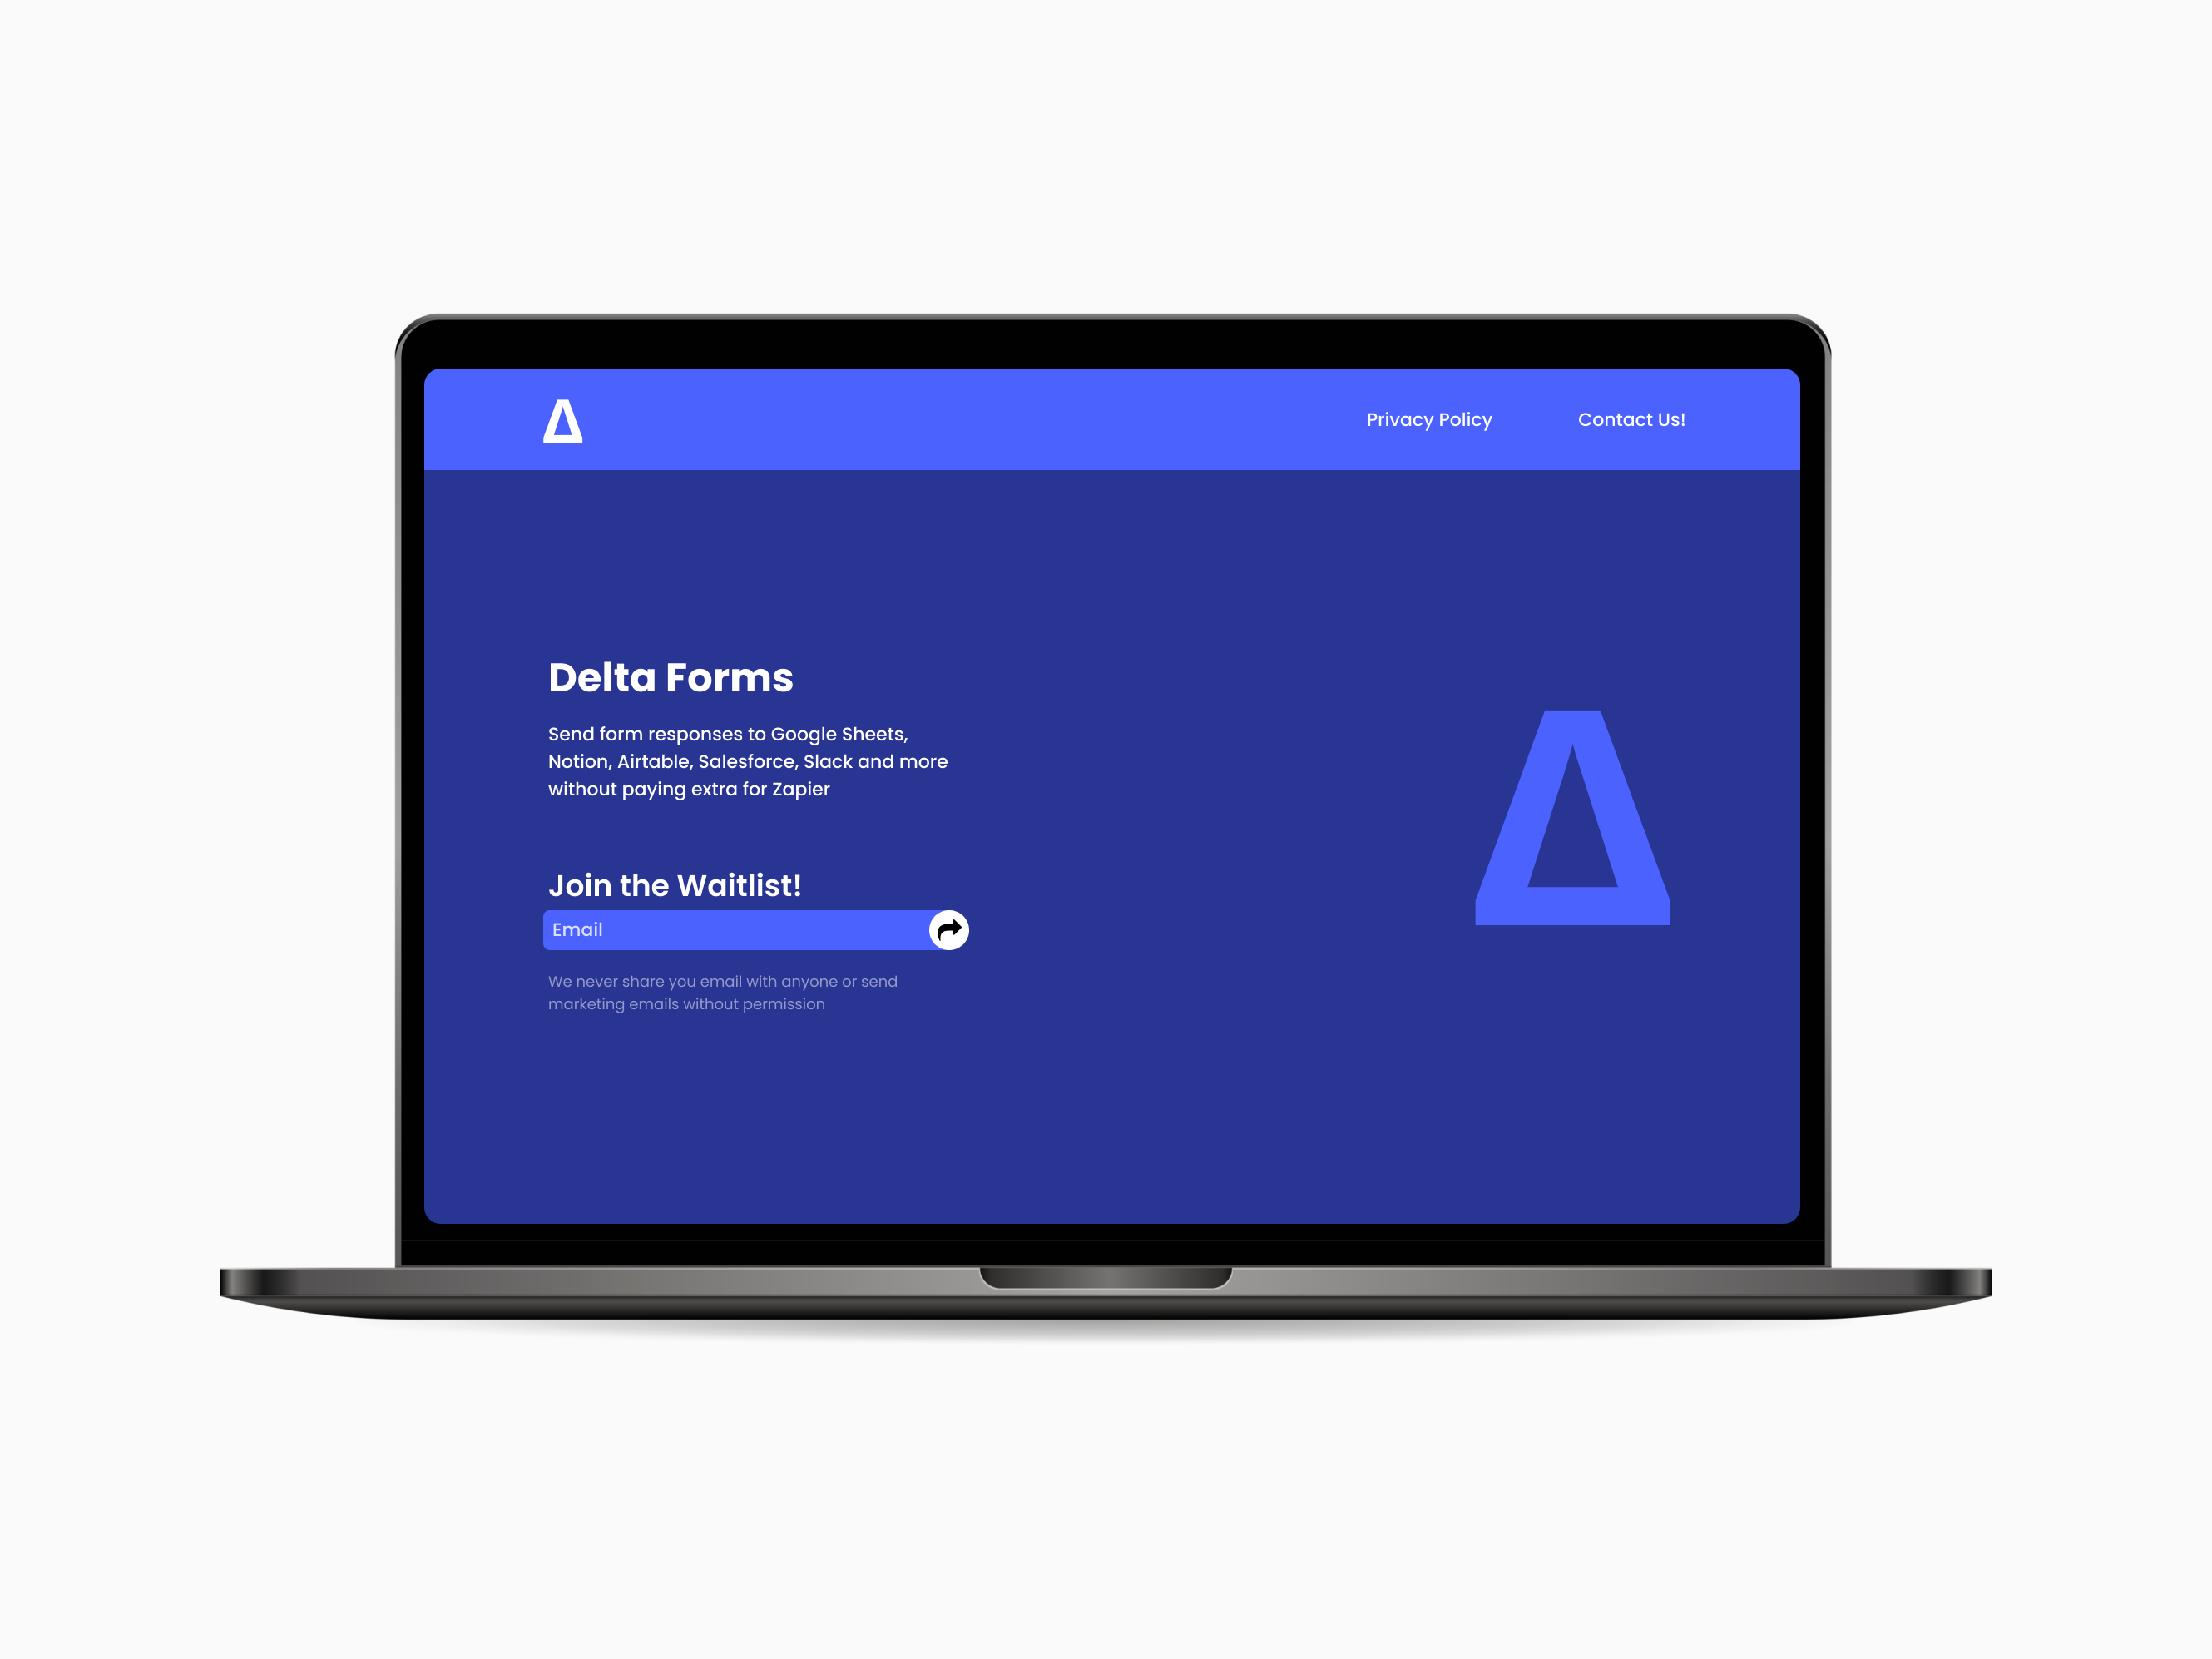 Δ
Privacy Policy
Contact Us!
Delta Forms
Send form responses to Google Sheets,
Notion, Airtable, Salesforce, Slack and more
without paying extra for Zapier
Δ
Join the Waitlist!
Email
We never share you email with anyone or send
marketing emails without permission